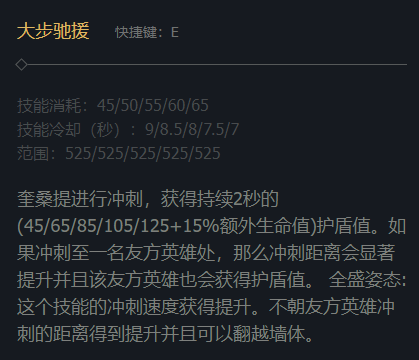 大步驰援 快捷键：E
技能消耗：45/50/55/60/65
技能冷却（秒）：9/8.5/8/7.5/7
范围：525/525/525/525/525
奎桑提进行冲刺，获得持续2秒的
(45/65/85/105/125+15%额外生命值)护盾值。如
果冲刺至一名友方英雄处，那么冲刺距离会显著
提升并且该友方英雄也会获得护盾值。 全盛姿态:
这个技能的冲刺速度获得提升。不朝友方英雄冲
刺的距离得到提升并且可以翻越墙体。